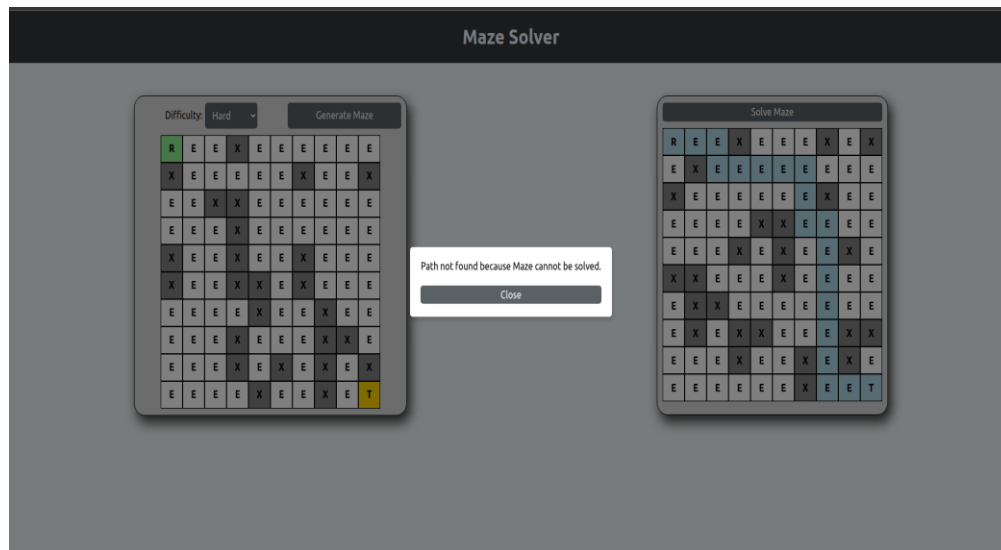 Maze Solver
Difficulty: Hard Generate Maze
R E E X E E E E E E
X E E E E E X E E X
E E X X E E E E E E
E E E X E E E E E E
X E E X E E X E E E
X E E X X E X E E E
E E E E X E E X E E
E E E X E E E X X E
E E E X E X E X E X
E E E E X E E X E T
Path not found because Maze cannot be solved.
Close
Solve Maze
R E E X E E E X E X
E X E E E E E E E E
X E E E E E E X E E
E E E E X X E E E E
E E E X E X E E X E
X X E E E X E E E E
E X X E E E E E E E
E X E X X E E E X X
E E E X E E X E X E
E E E E E E X E E T